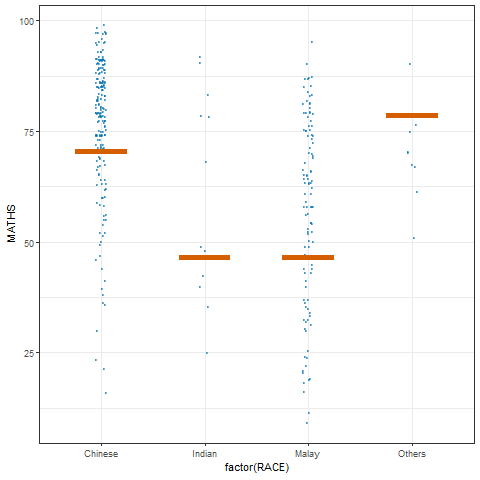 100
75
50
25
MATHS
Chinese
Indian
Malay
Others
factor(RACE)